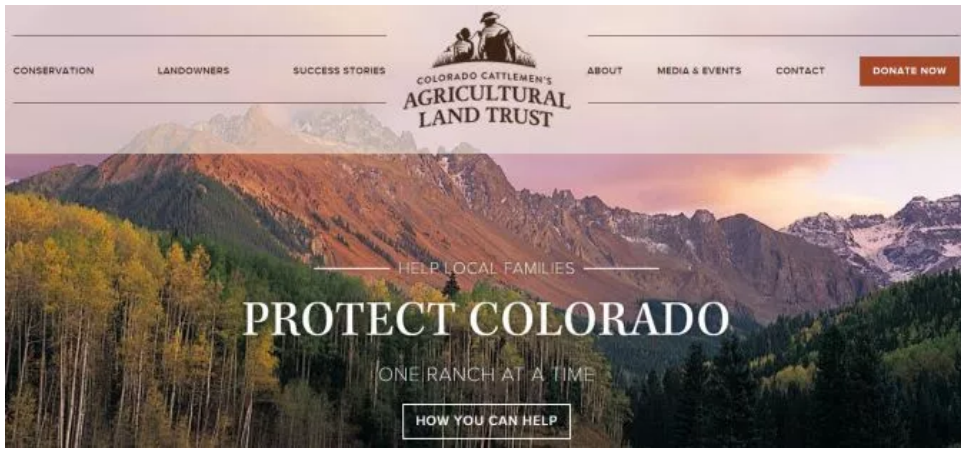 CONSERVATION
LANDOWNERS
SUCCESS STORIES
COLORADO CATTLEMEN'S
AGRICULTURAL
LAND TRUST
ABOUT
MEDIA & EVENTS
CONTACT
DONATE NOW
HELP LOCAL FAMILIES
PROTECT COLORADO
ONE RANCH AT A TIME
HOW YOU CAN HELP